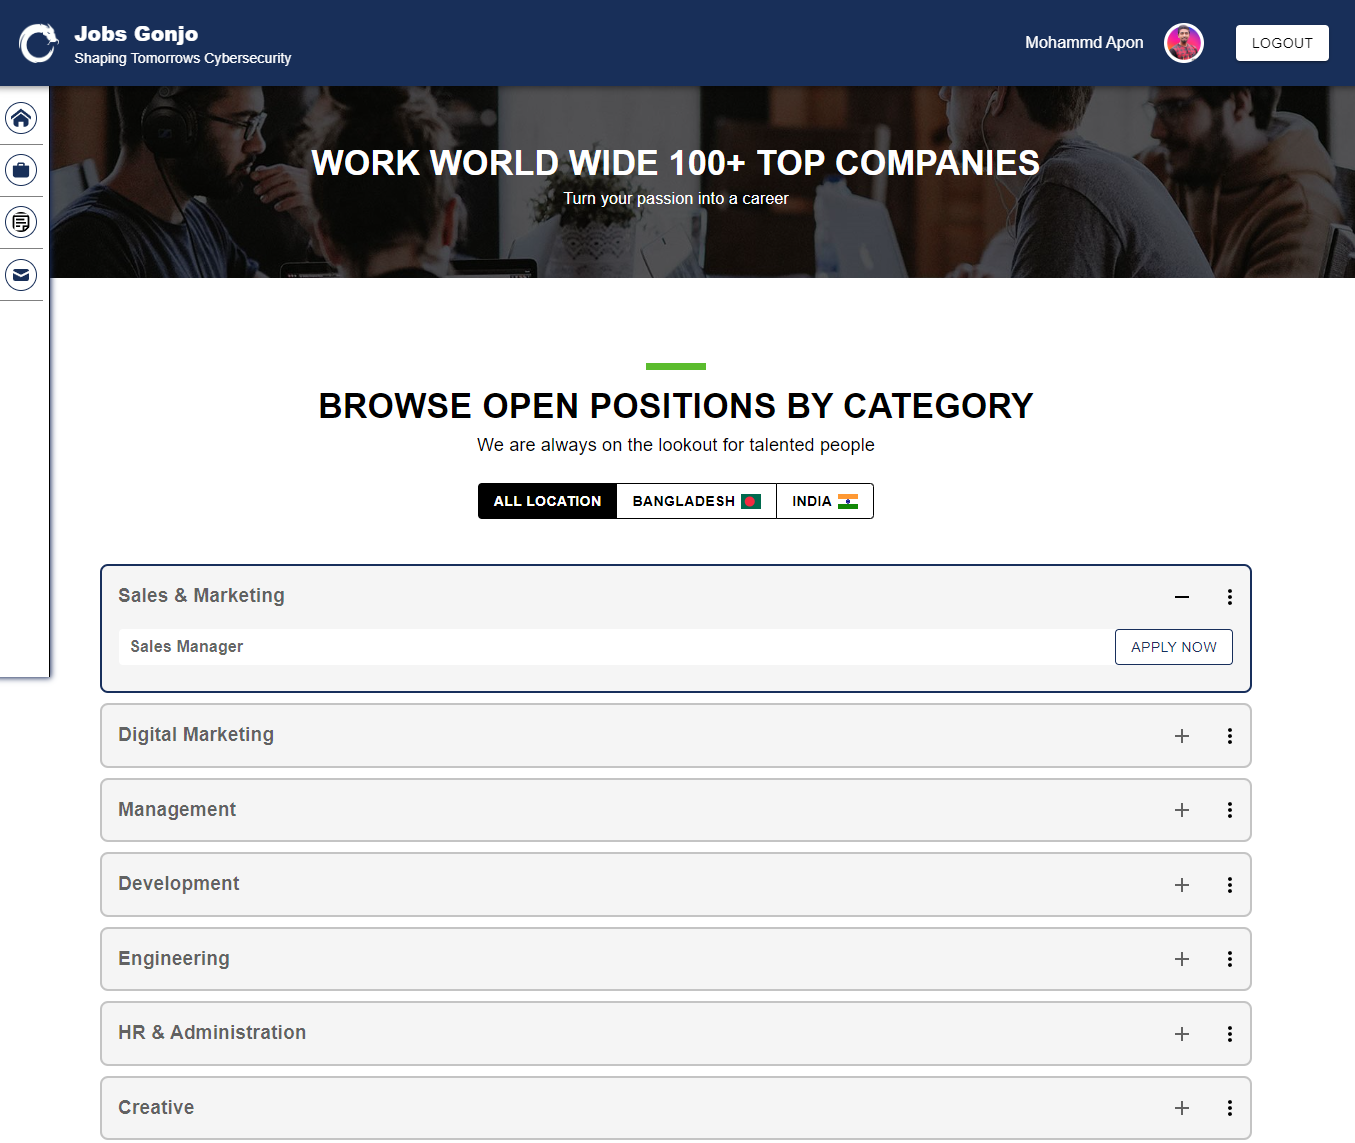 Jobs Gonjo
Shaping Tomorrows Cybersecurity
Mohammd Apon
LOGOUT
WORK WORLD WIDE 100+ TOP COMPANIES
Turn your passion into a career
BROWSE OPEN POSITIONS BY CATEGORY
We are always on the lookout for talented people
ALL LOCATION
BANGLADESH
INDIA
Sales & Marketing
Sales Manager
APPLY NOW
Digital Marketing
Management
Development
Engineering
HR & Administration
Creative